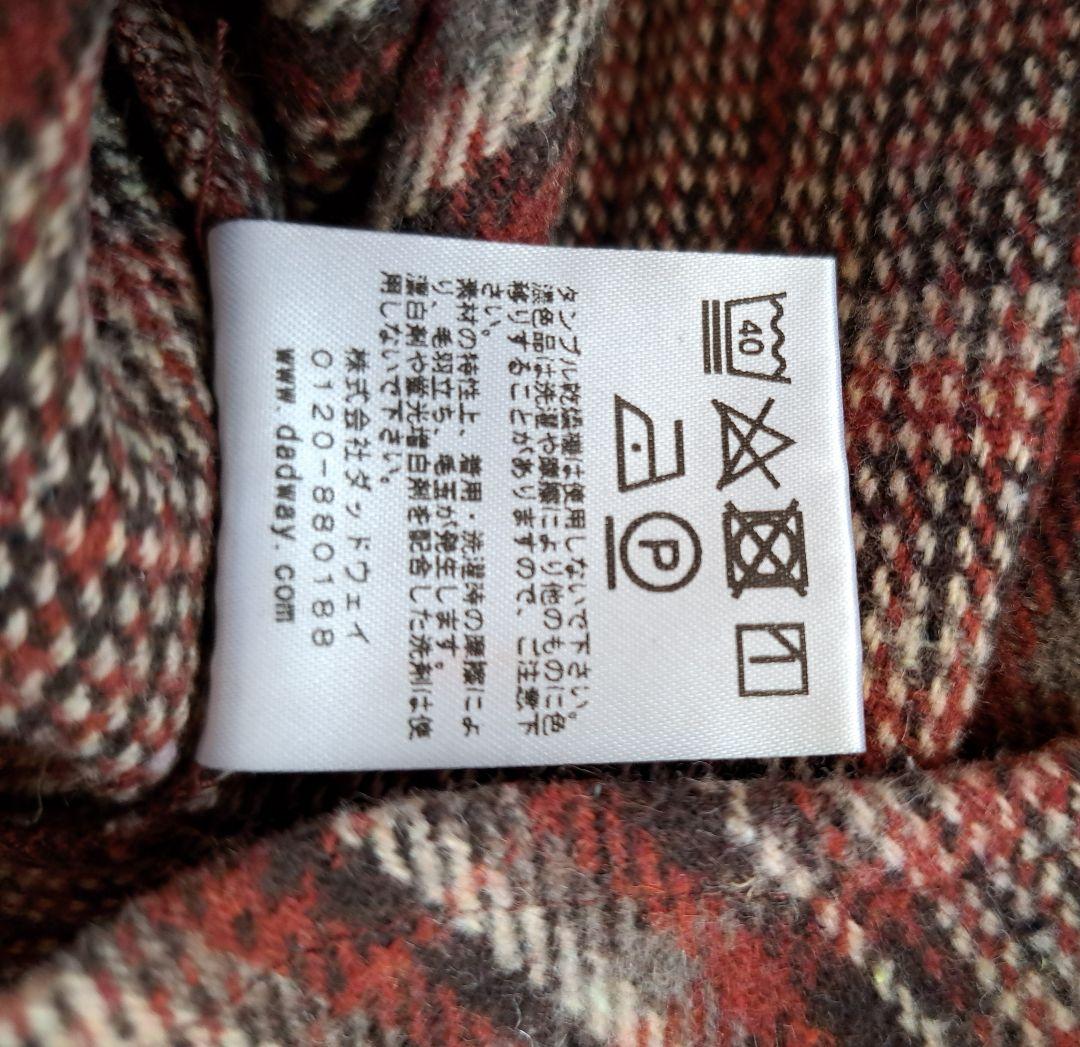 40
P
タンブル乾燥機は使用しないで下さい。
濃色品は洗濯や摩擦により他のものに色
移りすることがありますので、ご注意下
さい。
素材の特性上、着用・洗濯時の摩擦によ
り、毛羽立ち、毛玉が発生します。
漂白剤や蛍光増白剤を配合した洗剤は使
用しないで下さい。
株式会社ダッドウェイ
0120-880188
www.dadway.com